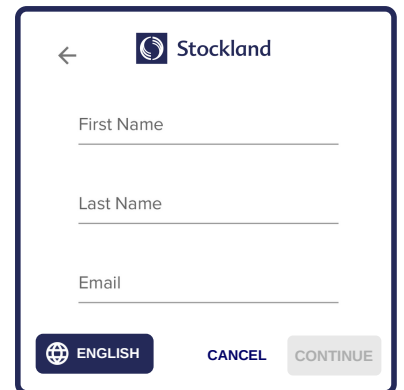 Stockland
First Name
Last Name
Email
ENGLISH
CANCEL
CONTINUE